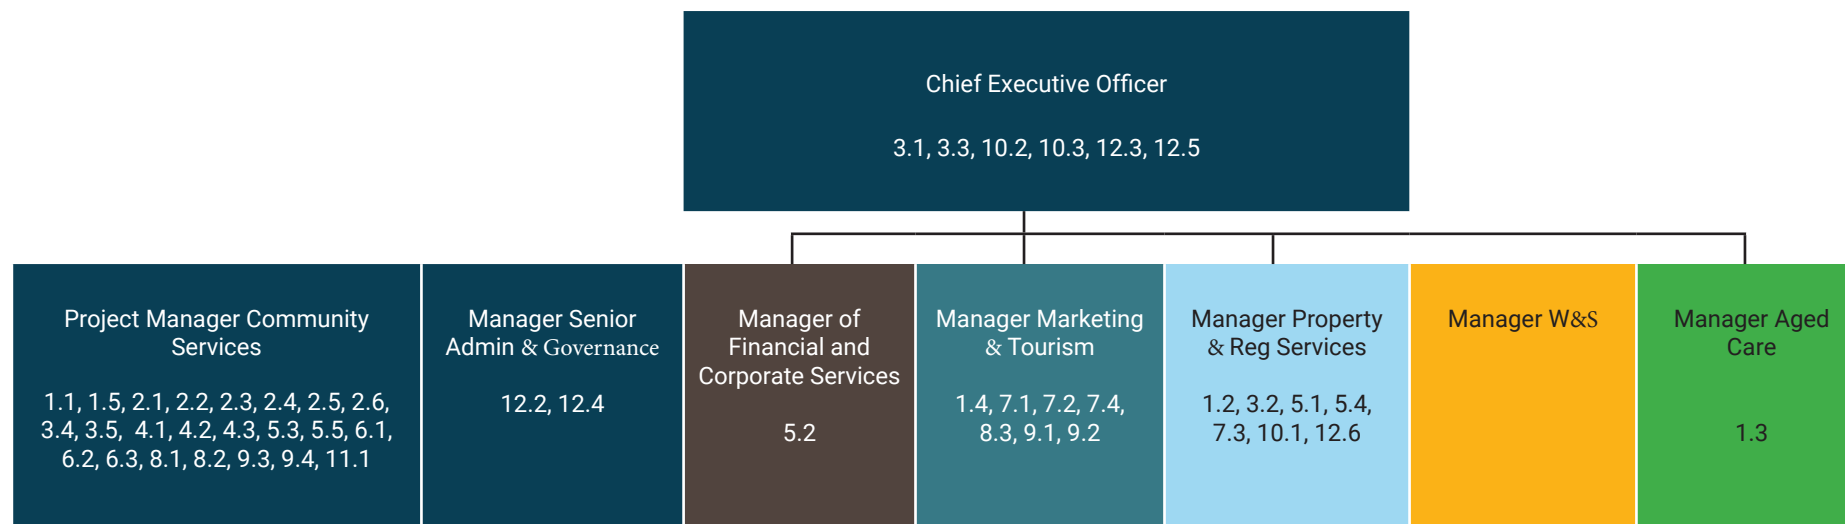 Chief Executive Officer
3.1, 3.3, 10.2, 10.3, 12.3, 12.5
Project Manager Community
Services
1.1, 1.5, 2.1, 2.2, 2.3, 2.4, 2.5, 2.6,
3.4, 3.5, 4.1, 4.2, 4.3, 5.3, 5.5, 6.1,
6.2, 6.3, 8.1, 8.2, 9.3, 9.4, 11.1
Manager Senior
Admin & Governance
12.2, 12.4
Manager of
Financial and
Corporate Services
5.2
Manager Marketing
& Tourism
1.4, 7.1, 7.2, 7.4,
8.3, 9.1, 9.2
Manager Property
& Reg Services
1.2, 3.2, 5.1, 5.4,
7.3, 10.1, 12.6
Manager W&S
Manager Aged
Care
1.3